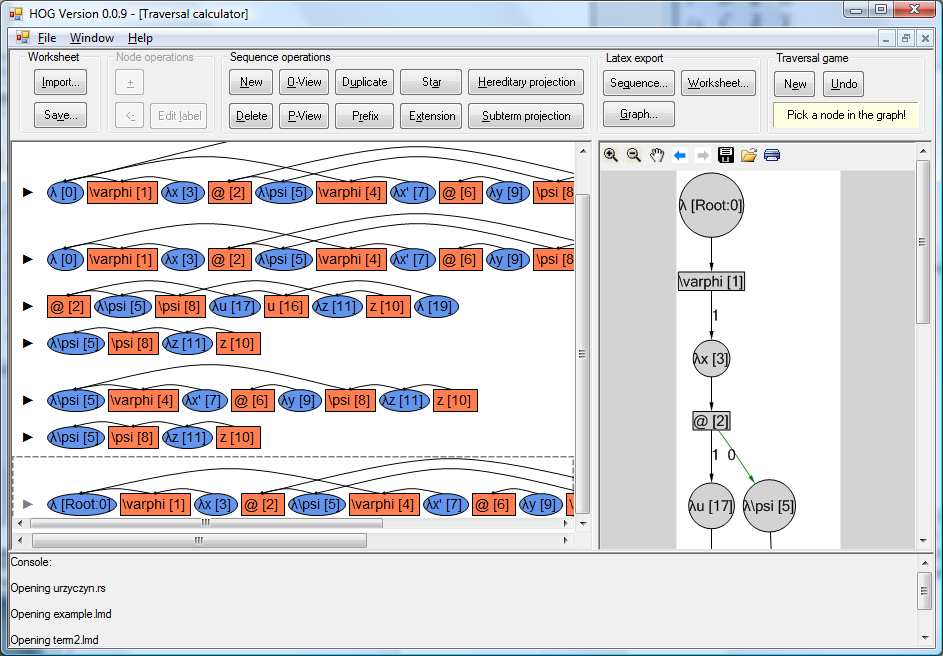 HOG Version 0.0.9 - [Traversal calculator]
File Window Help
Worksheet Node operations Sequence operations Latex export Traversal game
Import... + New O-View Duplicate Star Hereditary projection Sequence... Worksheet... New Undo
Save... <: Edit label Delete P-View Prefix Extension Subterm projection Graph... Pick a node in the graph!
λ [0] \varphi [1] λx [3] @ [2] λ\psi [5] \varphi [4] λx' [7] @ [6] λy [9] \psi [8
λ [0] \varphi [1] λx [3] @ [2] λ\psi [5] \varphi [4] λx' [7] @ [6] λy [9] \psi [8
@ [2] λ\psi [5] \psi [8] λu [17] u [16] λz [11] z [10] λ [19]
λ\psi [5] \psi [8] λz [11] z [10]
λ\psi [5] \varphi [4] λx' [7] @ [6] λy [9] \psi [8] λz [11] z [10]
λ\psi [5] \psi [8] λz [11] z [10]
λ [Root:0] \varphi [1] λx [3] @ [2] λ\psi [5] \varphi [4] λx' [7] @ [6] λy [9]
λ [Root:0]
\varphi [1]
1
λx [3]
@ [2]
1 0
λu [17] λ\psi [5]
Console:
Opening urzyczyn.rs
Opening example.lmd
Opening term2.lmd